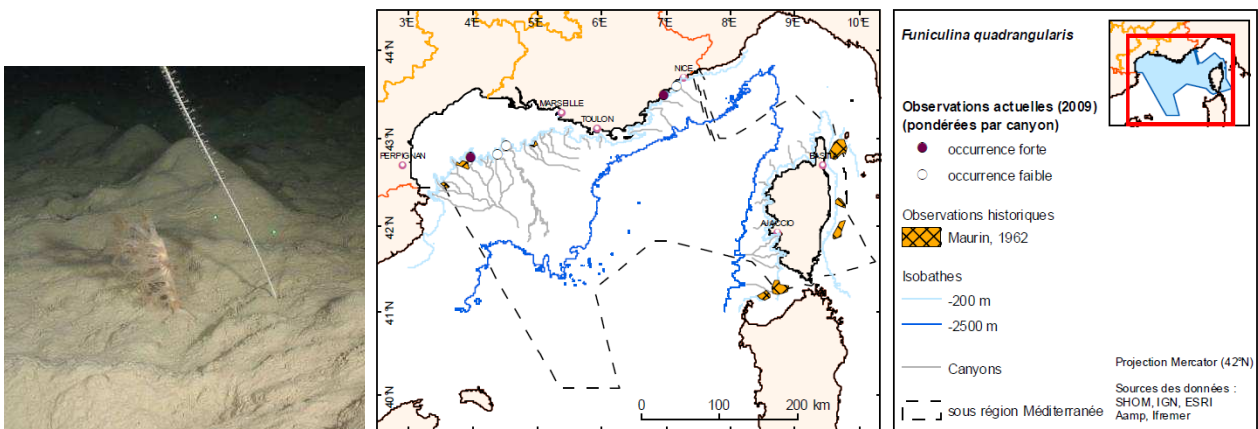 3°E 4°E 5°E 6°E 7°E 8°E 9°E 10°E
44°N
43°N
42°N
41°N
40°N
NICE
MARSEILLE
TOULON
PERPIGNAN
BASTIA
AJACCIO
0 100 200 km
Funiculina quadrangularis
Observations actuelles (2009)
(pondérées par canyon)
occurrence forte
occurrence faible
Observations historiques
Maurin, 1962
Isobathes
-200 m
-2500 m
Canyons
sous région Méditerranée
Projection Mercator (42°N)
Sources des données :
SHOM, IGN, ESRI
Aamp, Ifremer